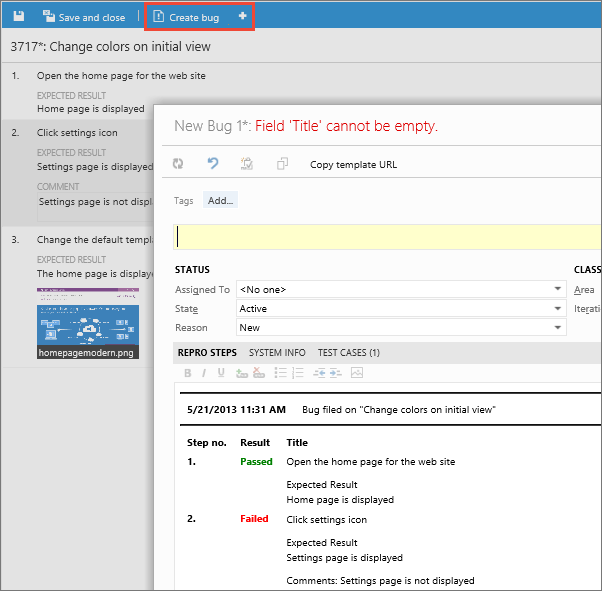 Save and close
Create bug
3717*: Change colors on initial view
1. Open the home page for the web site
EXPECTED RESULT
Home page is displayed
2. Click settings icon
EXPECTED RESULT
Settings page is displayed
COMMENT
Settings page is not displ
3. Change the default templa
EXPECTED RESULT
The home page is displaye
homepagemodern.png
New Bug 1*: Field 'Title' cannot be empty.
Copy template URL
Tags Add...
STATUS
CLASS
Assigned To <No one>
Area
State Active
Iterati
Reason New
REPRO STEPS SYSTEM INFO TEST CASES (1)
B I U
5/21/2013 11:31 AM Bug filed on "Change colors on initial view"
Step no. Result Title
1. Passed Open the home page for the web site
Expected Result
Home page is displayed
2. Failed Click settings icon
Expected Result
Settings page is displayed
Comments: Settings page is not displayed